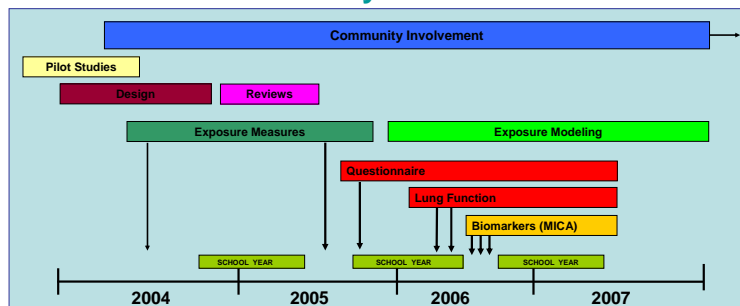 Community Involvement
Pilot Studies
Design
Reviews
Exposure Measures
Exposure Modeling
Questionnaire
Lung Function
Biomarkers (MICA)
SCHOOL YEAR
SCHOOL YEAR
SCHOOL YEAR
2004
2005
2006
2007